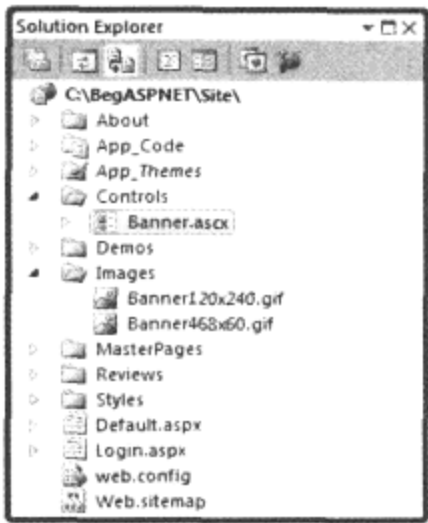 Solution Explorer
C:\BegASPNET\Site\
About
App_Code
App_Themes
Controls
Banner.ascx
Demos
Images
Banner120x240.gif
Banner468x60.gif
MasterPages
Reviews
Styles
Default.aspx
Login.aspx
web.config
Web.sitemap